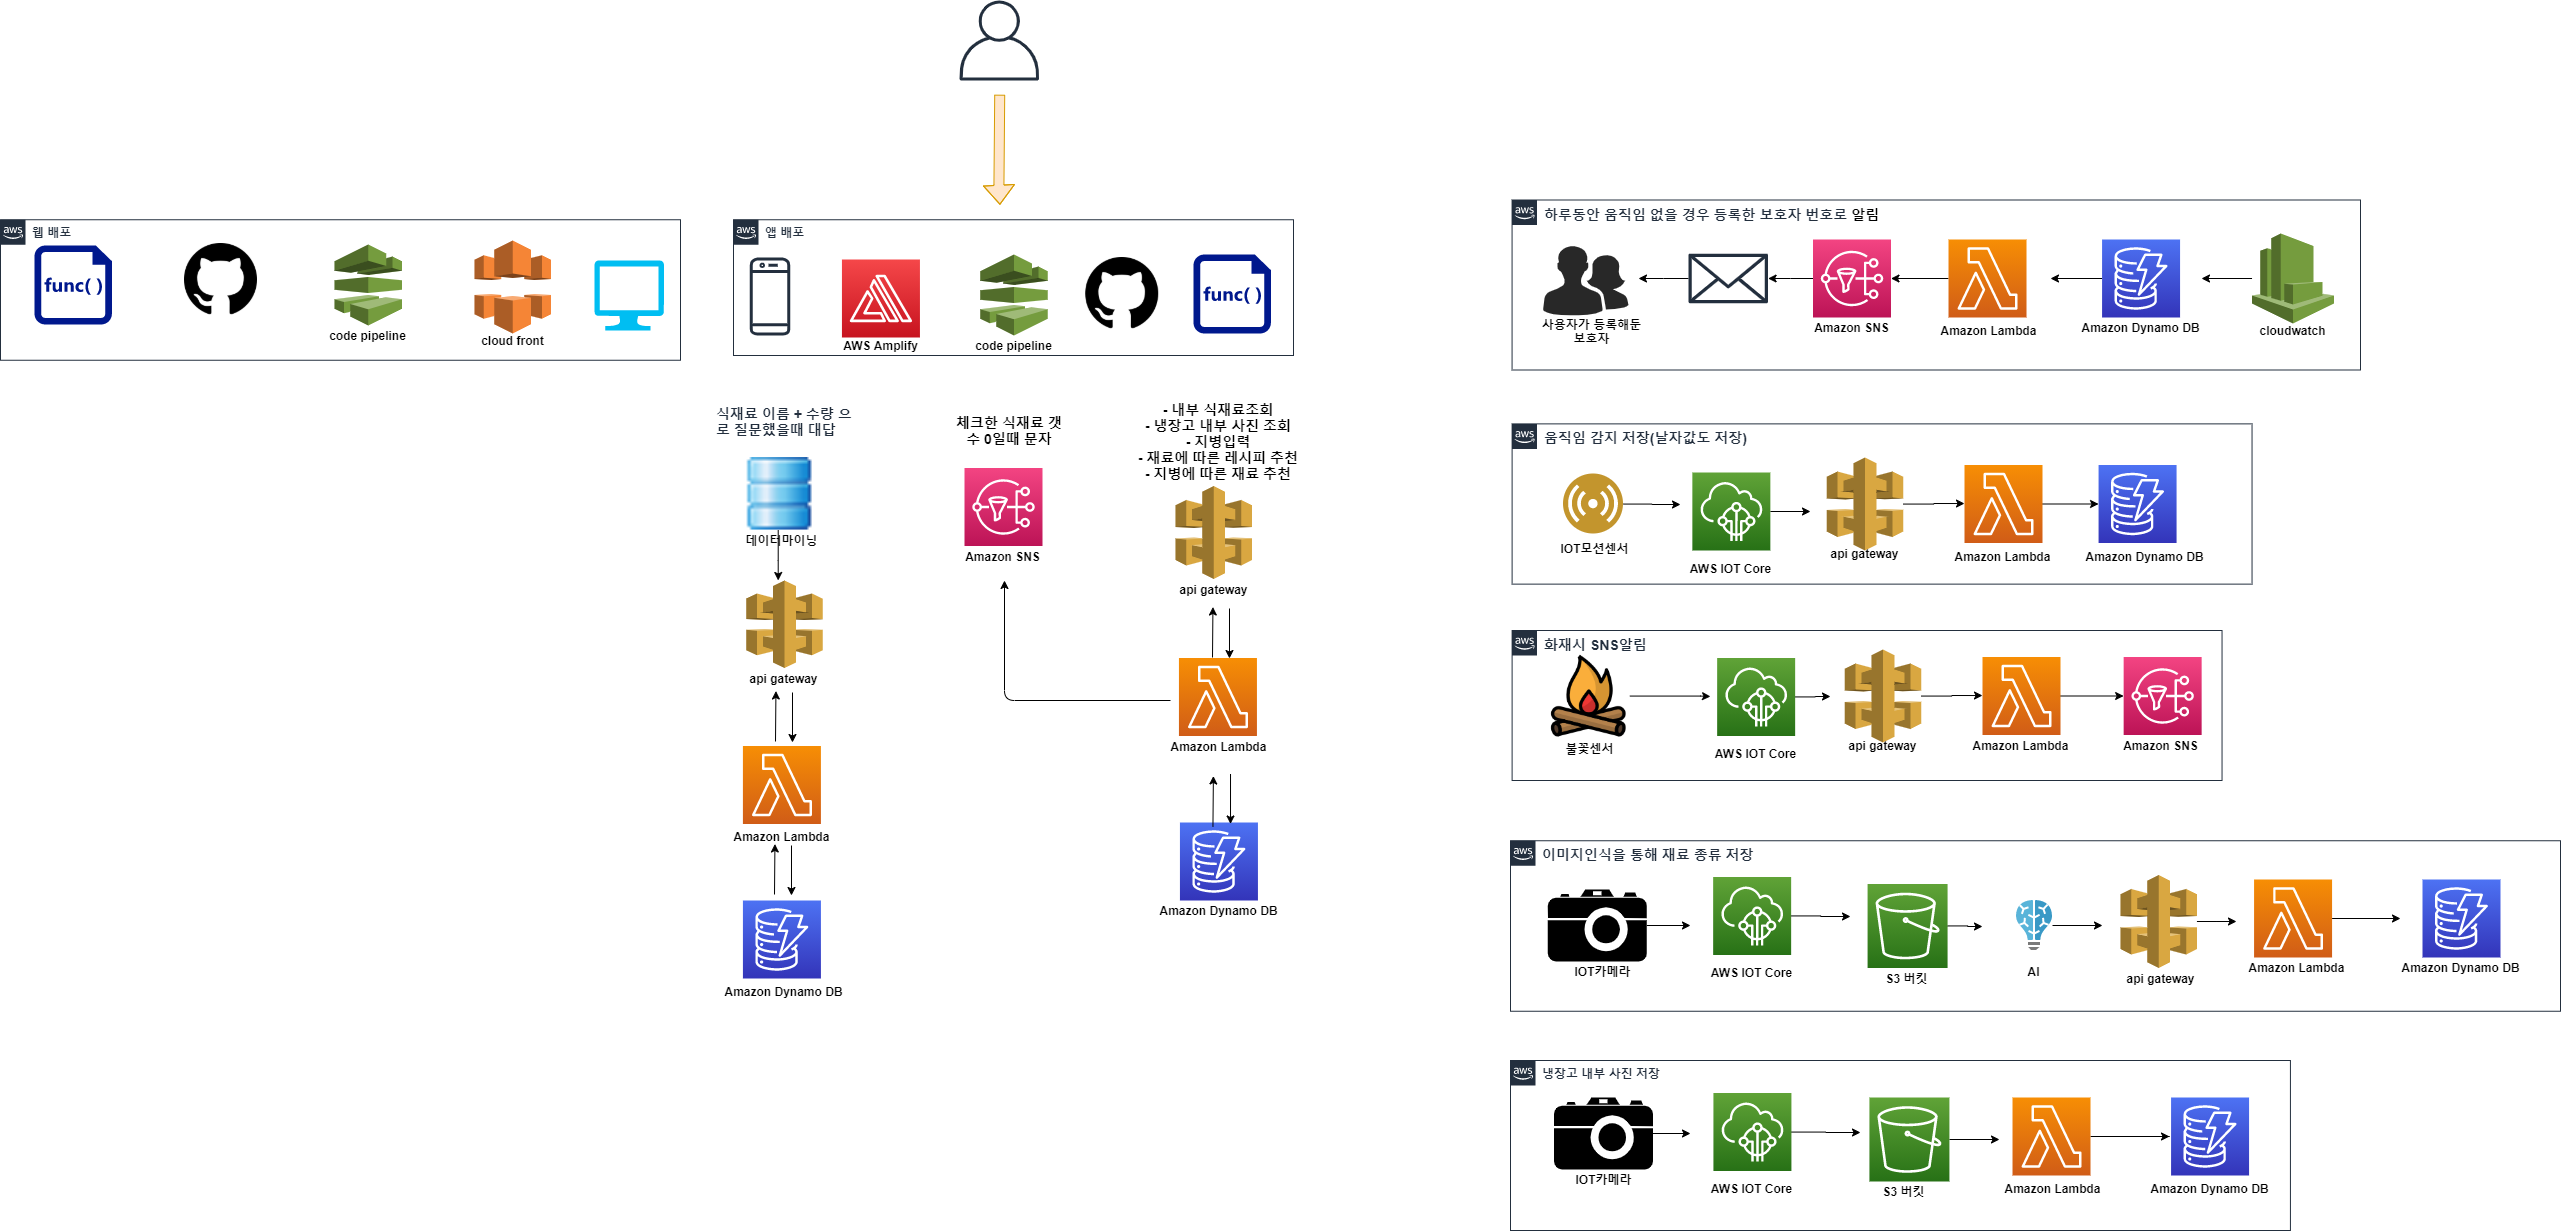 aws
웹 배포
func( )
code pipeline
cloud front
aws
앱 배포
AWS Amplify
code pipeline
func( )
식재료 이름 + 수량 으
로 질문했을때 대답
데이터마이닝
api gateway
Amazon Lambda
Amazon Dynamo DB
체크한 식재료 갯
수 0일때 문자
Amazon SNS
- 내부 식재료조회
- 냉장고 내부 사진 조회
- 지병입력
- 재료에 따른 레시피 추천
- 지병에 따른 재료 추천
api gateway
Amazon Lambda
Amazon Dynamo DB
aws
하루동안 움직임 없을 경우 등록한 보호자 번호로 알림
사용자가 등록해둔
보호자
Amazon SNS
Amazon Lambda
Amazon Dynamo DB
cloudwatch
aws
움직임 감지 저장(날자값도 저장)
IOT모션센서
AWS IOT Core
api gateway
Amazon Lambda
Amazon Dynamo DB
aws
화재시 SNS알림
불꽃센서
AWS IOT Core
api gateway
Amazon Lambda
Amazon SNS
aws
이미지인식을 통해 재료 종류 저장
IOT카메라
AWS IOT Core
S3 버킷
AI
api gateway
Amazon Lambda
Amazon Dynamo DB
aws
냉장고 내부 사진 저장
IOT카메라
AWS IOT Core
S3 버킷
Amazon Lambda
Amazon Dynamo DB